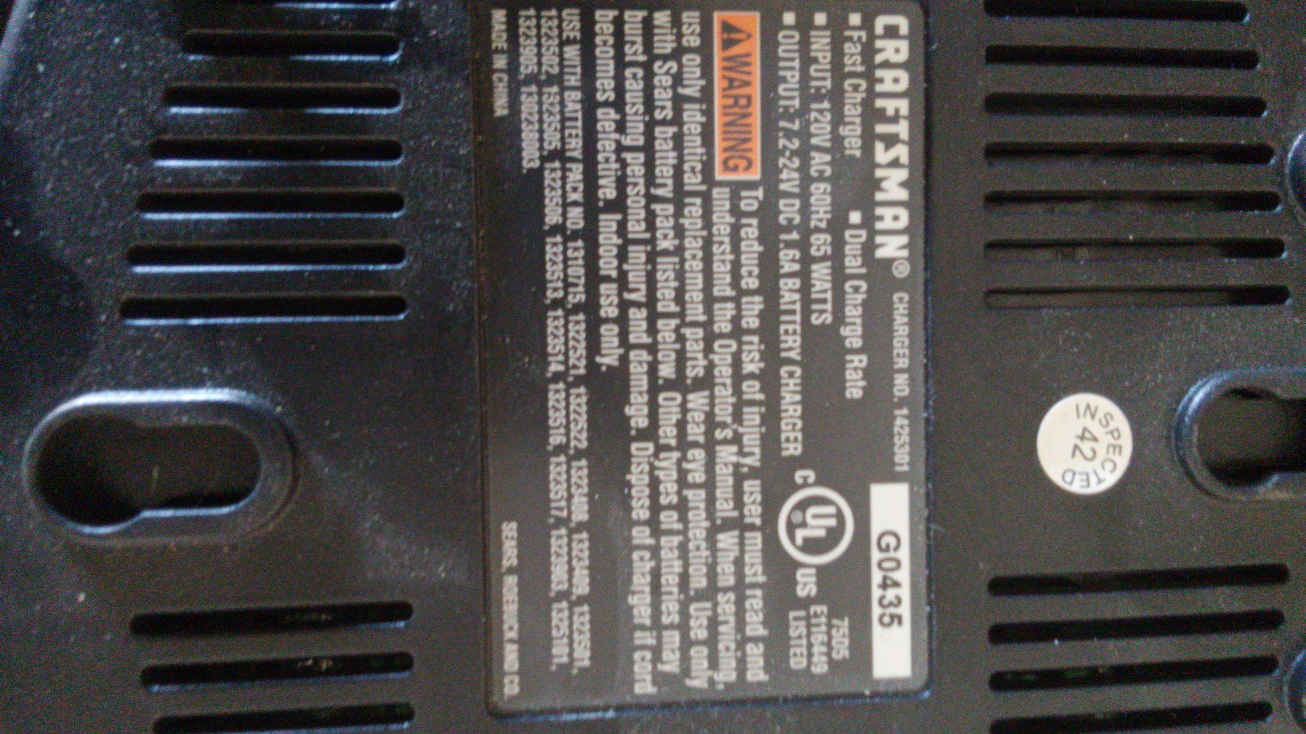 CRAFTSMAN® CHARGER NO. 1425301
G0435
▪ Fast Charger ▪ Dual Charge Rate
▪ INPUT: 120V AC 60Hz 65 WATTS
▪ OUTPUT: 7.2-24V DC 1.6A BATTERY CHARGER
C UL US
7505
E116449
LISTED
WARNING To reduce the risk of injury, user must read and
understand the Operator's Manual. When servicing,
use only identical replacement parts. Wear eye protection. Use only
with Sears battery pack listed below. Other types of batteries may
burst causing personal injury and damage. Dispose of charger if cord
becomes defective. Indoor use only.
USE WITH BATTERY PACK NO. 1310715, 1322521, 1322522, 1323408, 1323409, 1323501,
1323502, 1323505, 1323506, 1323513, 1323514, 1323516, 1323517, 1323903,
1323905, 130238003.
MADE IN CHINA SEARS, ROEBUCK AND CO.
INSPECTED
42